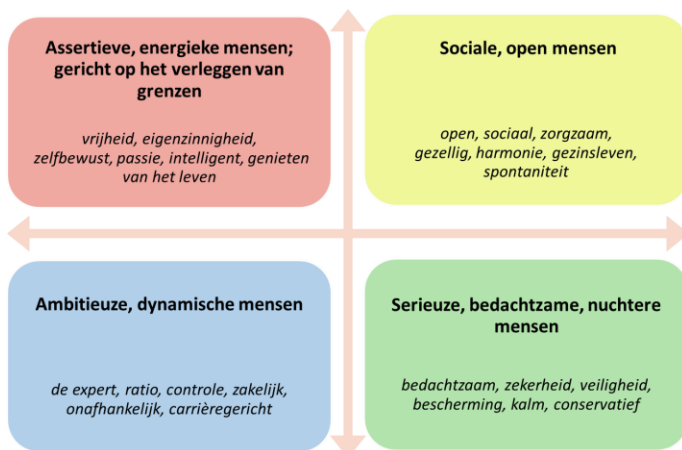 Assertieve, energieke mensen;
gericht op het verleggen van
grenzen
vrijheid, eigenzinnigheid,
zelfbewust, passie, intelligent, genieten
van het leven
Sociale, open mensen
open, sociaal, zorgzaam,
gezellig, harmonie, gezinsleven,
spontaniteit
Ambitieuze, dynamische mensen
de expert, ratio, controle, zakelijk,
onafhankelijk, carrièregericht
Serieuze, bedachtzame, nuchtere
mensen
bedachtzaam, zekerheid, veiligheid,
bescherming, kalm, conservatief